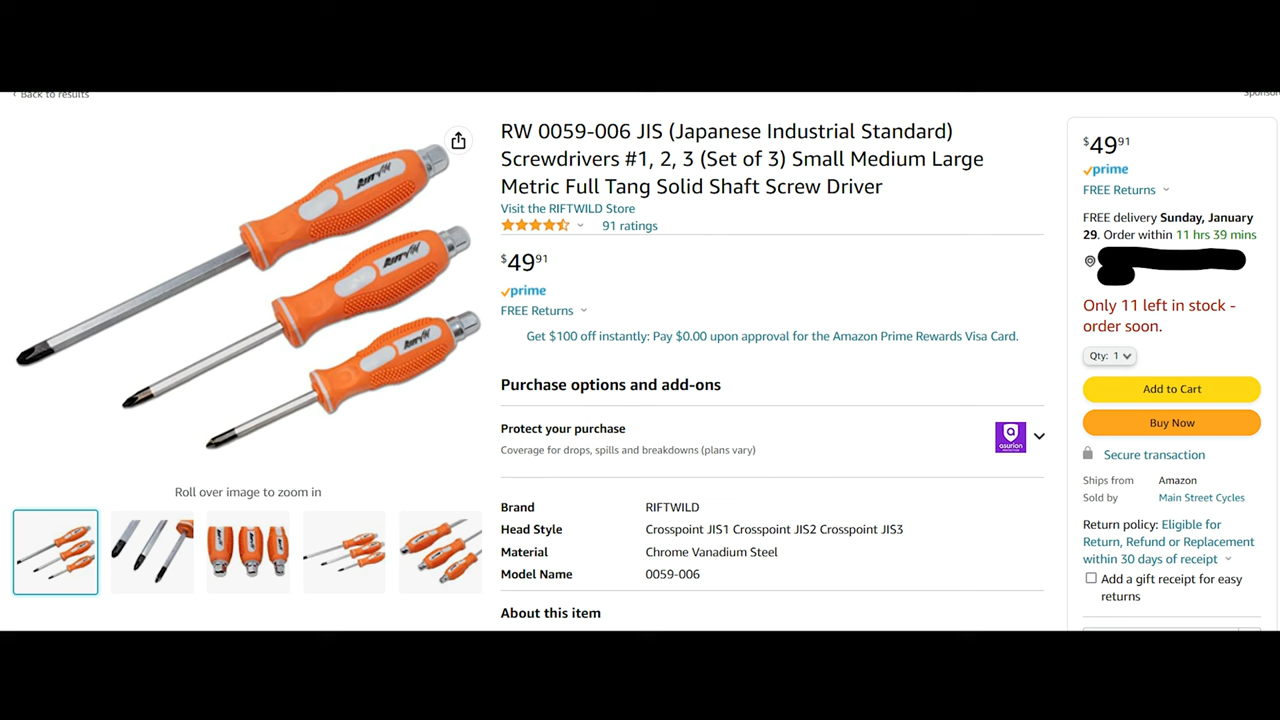 ‹ Back to results
RW 0059-006 JIS (Japanese Industrial Standard)
Screwdrivers #1, 2, 3 (Set of 3) Small Medium Large
Metric Full Tang Solid Shaft Screw Driver
Visit the RIFTWILD Store
91 ratings
$49 91
prime
FREE Returns
Get $100 off instantly: Pay $0.00 upon approval for the Amazon Prime Rewards Visa Card.
Purchase options and add-ons
Protect your purchase
Coverage for drops, spills and breakdowns (plans vary)
asurion
Brand RIFTWILD
Head Style Crosspoint JIS1 Crosspoint JIS2 Crosspoint JIS3
Material Chrome Vanadium Steel
Model Name 0059-006
About this item
Roll over image to zoom in
$49 91
prime
FREE Returns
FREE delivery Sunday, January
29. Order within 11 hrs 39 mins
Only 11 left in stock -
order soon.
Qty: 1
Add to Cart
Buy Now
Secure transaction
Ships from Amazon
Sold by Main Street Cycles
Return policy: Eligible for
Return, Refund or Replacement
within 30 days of receipt
Add a gift receipt for easy
returns